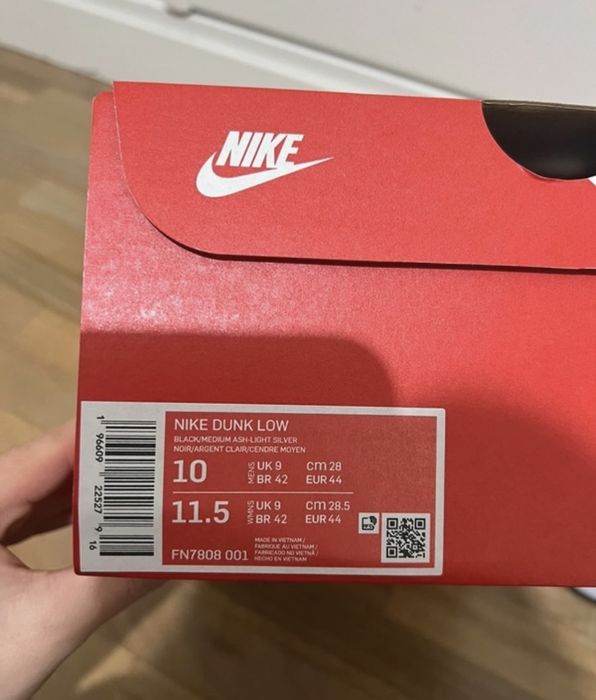 NIKE
NIKE DUNK LOW
BLACK/MEDIUM ASH-LIGHT SILVER
NOIR/ARGENT CLAIR/CENDRE MOYEN
10 MENS UK 9 cm 28
BR 42 EUR 44
11.5 WMNS UK 9 cm 28.5
BR 42 EUR 44
MADE IN VIETNAM /
FABRIQUÉ AU VIETNAM /
FABRICADO NO VIETNÃ /
HECHO EN VIETNAM
FN7808 001
1 96609 22527 9 16